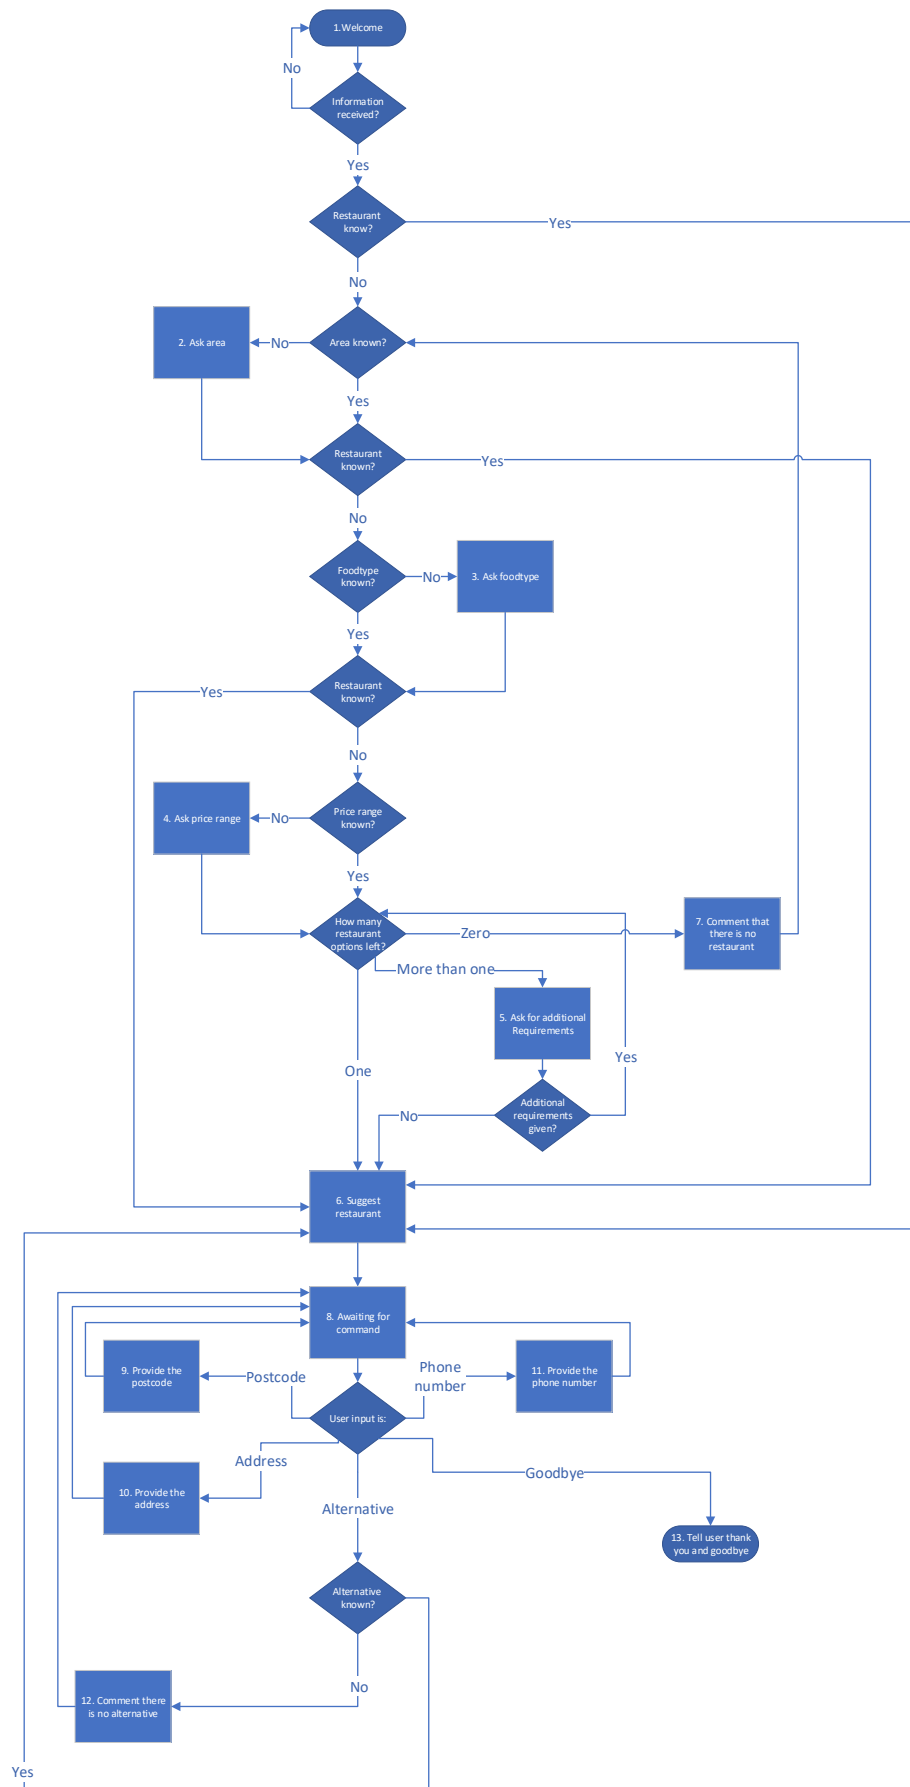 1.Welcome
No
Information
received?
Yes
Restaurant
know?
Yes
No
2. Ask area
No
Area known?
Yes
Restaurant
known?
Yes
No
Foodtype
known?
No
3. Ask foodtype
Yes
Yes
Restaurant
known?
No
4. Ask price range
No
Price range
known?
Yes
How many
restaurant
options left?
Zero
7. Comment that
there is no
restaurant
More than one
5. Ask for additional
Requirements
One
Yes
No
Additional
requirements
given?
6. Suggest
restaurant
8. Awaiting for
command
9. Provide the
postcode
Postcode
Phone
number
11. Provide the
phone number
User input is:
Address
Goodbye
10. Provide the
address
Alternative
13. Tell user thank
you and goodbye
Alternative
known?
No
12. Comment there
is no alternative
Yes